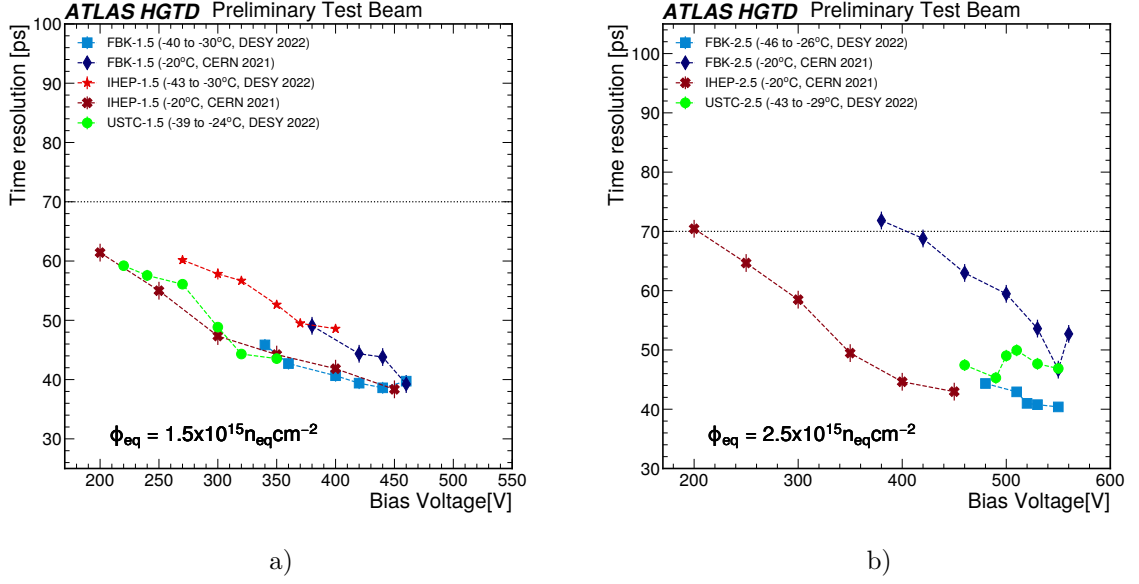 ATLAS HGTD Preliminary Test Beam
Time resolution [ps]
100
90
80
70
60
50
40
30
FBK-1.5 (-40 to -30°C, DESY 2022)
FBK-1.5 (-20°C, CERN 2021)
IHEP-1.5 (-43 to -30°C, DESY 2022)
IHEP-1.5 (-20°C, CERN 2021)
USTC-1.5 (-39 to -24°C, DESY 2022)
ϕeq = 1.5x10¹⁵neqcm⁻²
200 250 300 350 400 450 500 550
Bias Voltage[V]
a)
ATLAS HGTD Preliminary Test Beam
Time resolution [ps]
100
90
80
70
60
50
40
30
FBK-2.5 (-46 to -26°C, DESY 2022)
FBK-2.5 (-20°C, CERN 2021)
IHEP-2.5 (-20°C, CERN 2021)
USTC-2.5 (-43 to -29°C, DESY 2022)
ϕeq = 2.5x10¹⁵neqcm⁻²
200 300 400 500 600
Bias Voltage[V]
b)